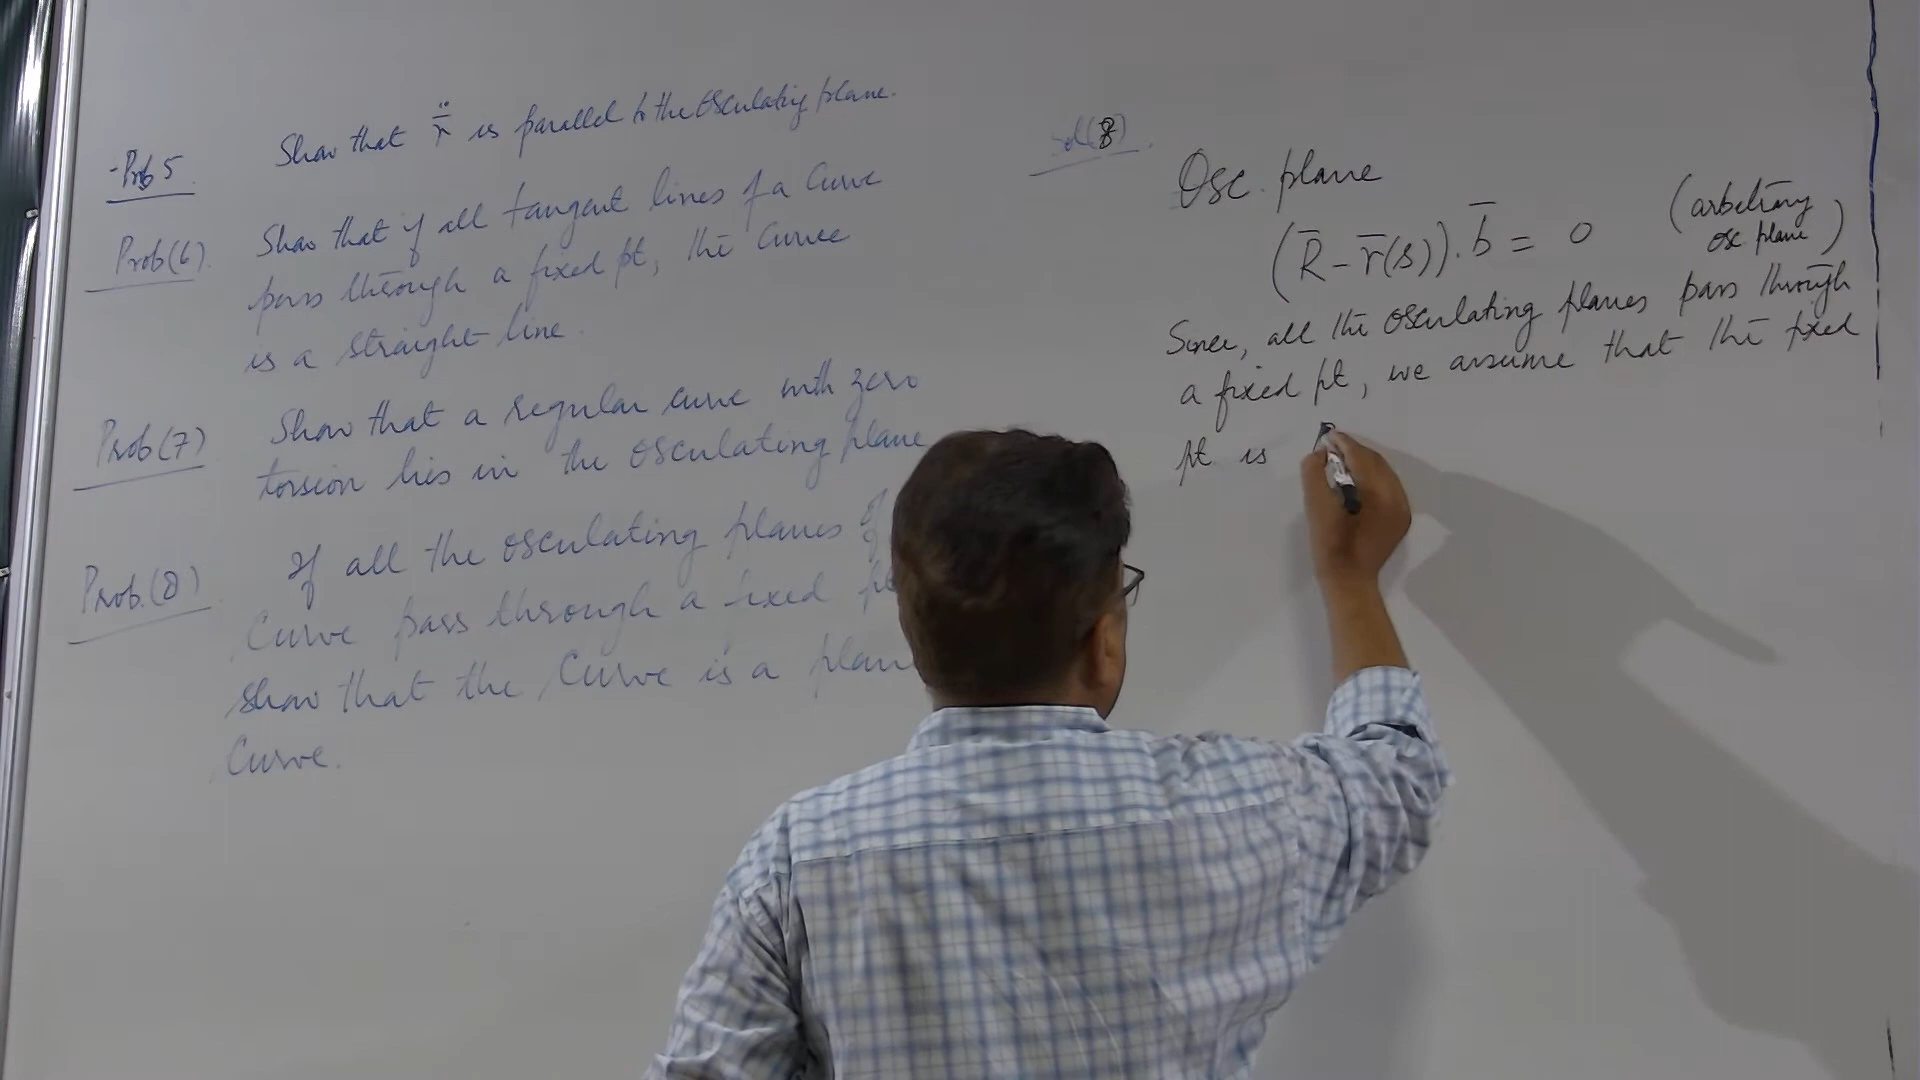 Prob 5 Show that r̈ is parallel to the osculating plane.
Prob(6). Show that if all tangent lines of a Curve
pass through a fixed pt, the Curve
is a straight line.
Prob(7) Show that a regular curve with zero
torsion lies in the osculating plane
Prob.(8) If all the osculating planes of
Curve pass through a fixed pt
show that the Curve is a plane
Curve.
sol(8).
Osc. plane
(R̄ - r̄(s)).b̄ = 0 (arbitrary
osc plane)
Since, all the osculating planes pass through
a fixed pt, we assume that the fixed
pt is